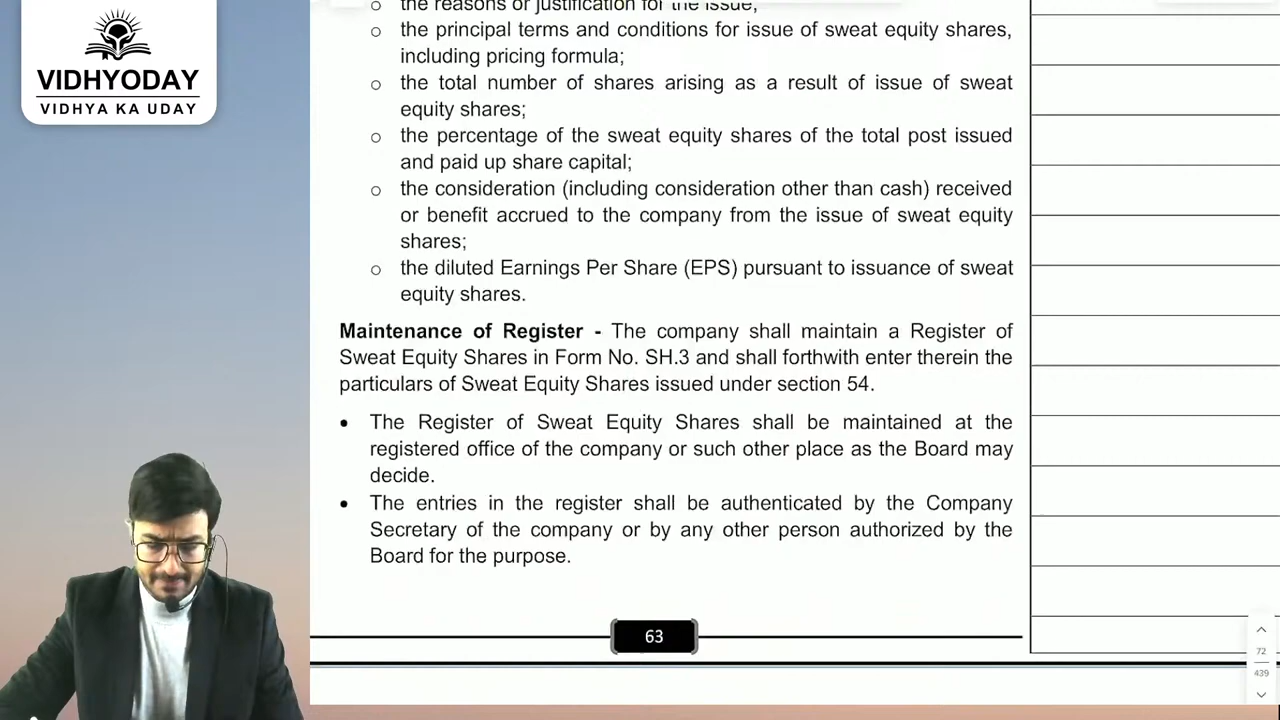 VIDHYODAY
VIDHYA KA UDAY
o the reasons or justification for the issue;
o the principal terms and conditions for issue of sweat equity shares,
including pricing formula;
o the total number of shares arising as a result of issue of sweat
equity shares;
o the percentage of the sweat equity shares of the total post issued
and paid up share capital;
o the consideration (including consideration other than cash) received
or benefit accrued to the company from the issue of sweat equity
shares;
o the diluted Earnings Per Share (EPS) pursuant to issuance of sweat
equity shares.
Maintenance of Register - The company shall maintain a Register of
Sweat Equity Shares in Form No. SH.3 and shall forthwith enter therein the
particulars of Sweat Equity Shares issued under section 54.
• The Register of Sweat Equity Shares shall be maintained at the
registered office of the company or such other place as the Board may
decide.
• The entries in the register shall be authenticated by the Company
Secretary of the company or by any other person authorized by the
Board for the purpose.
63
72
439